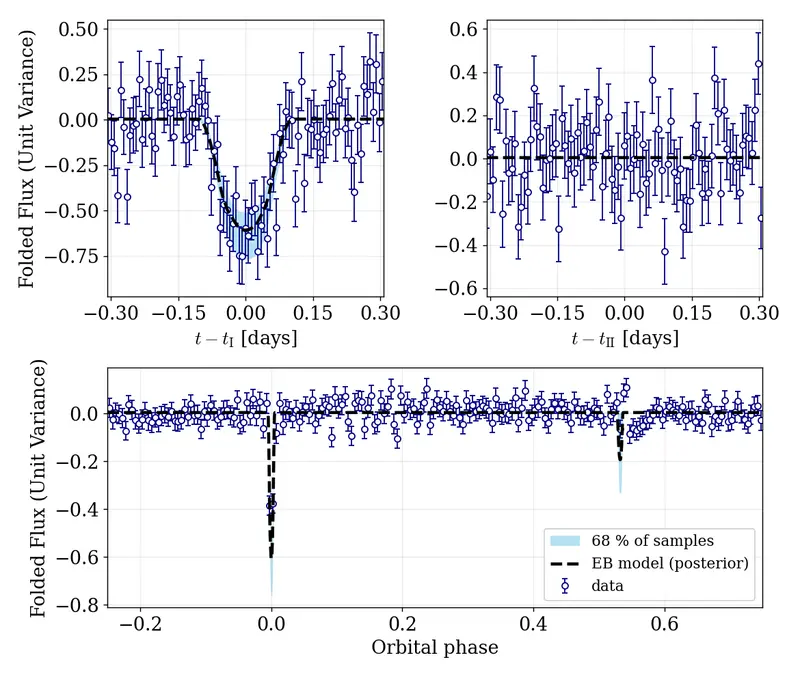 Folded Flux (Unit Variance)
0.50
0.25
0.00
−0.25
−0.50
−0.75
−0.30 −0.15 0.00 0.15 0.30
t − t_I [days]
0.6
0.4
0.2
0.0
−0.2
−0.4
−0.6
−0.30 −0.15 0.00 0.15 0.30
t − t_II [days]
Folded Flux (Unit Variance)
0.0
−0.2
−0.4
−0.6
−0.8
−0.2 0.0 0.2 0.4 0.6
Orbital phase
68 % of samples
EB model (posterior)
data